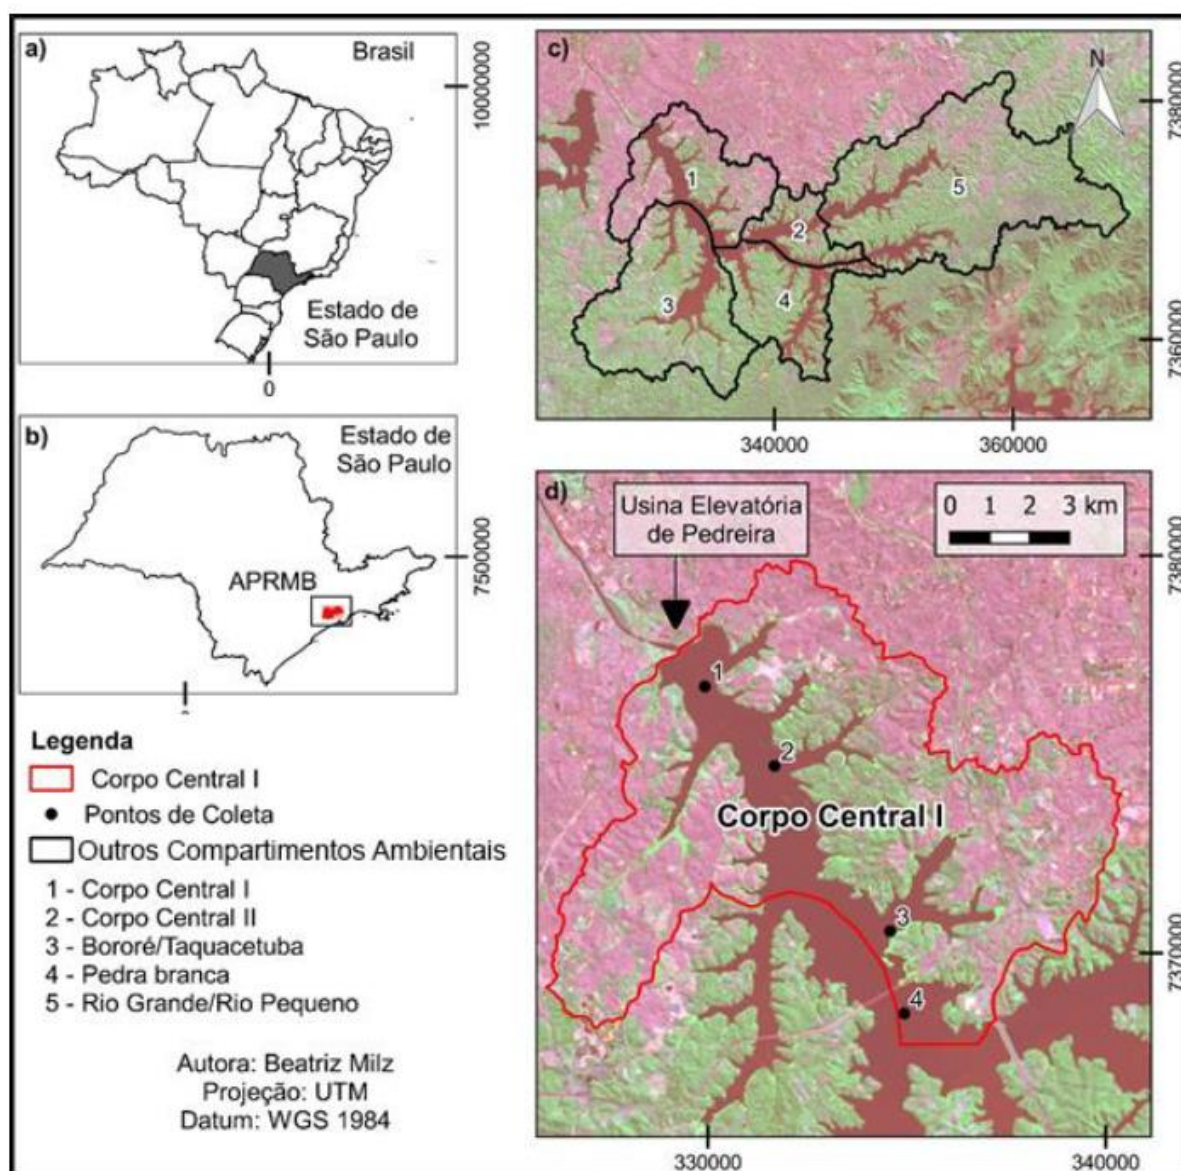 a)
Brasil
10000000
Estado de
São Paulo
0
b)
Estado de
São Paulo
7500000
APRMB
Legenda
Corpo Central I
Pontos de Coleta
Outros Compartimentos Ambientais
1 - Corpo Central I
2 - Corpo Central II
3 - Bororé/Taquacetuba
4 - Pedra branca
5 - Rio Grande/Rio Pequeno
Autora: Beatriz Milz
Projeção: UTM
Datum: WGS 1984
c)
N
7380000
1
5
2
3
4
7360000
340000
360000
d)
Usina Elevatória
de Pedreira
0 1 2 3 km
7380000
1
2
Corpo Central I
3
7370000
4
330000
340000